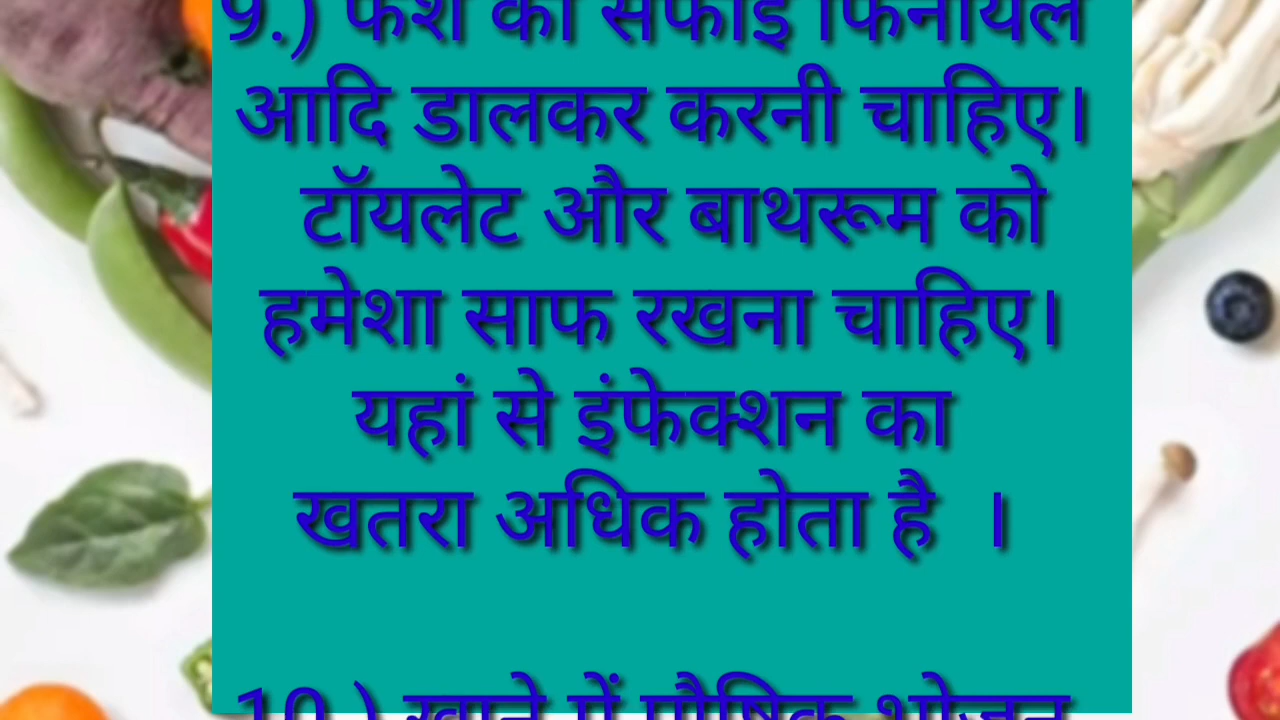 9.) फर्श की सफाई फिनायल
आदि डालकर करनी चाहिए।
टॉयलेट और बाथरूम को
हमेशा साफ रखना चाहिए।
यहां से इंफेक्शन का
खतरा अधिक होता है ।
10.) खाने में पौष्टिक भोजन